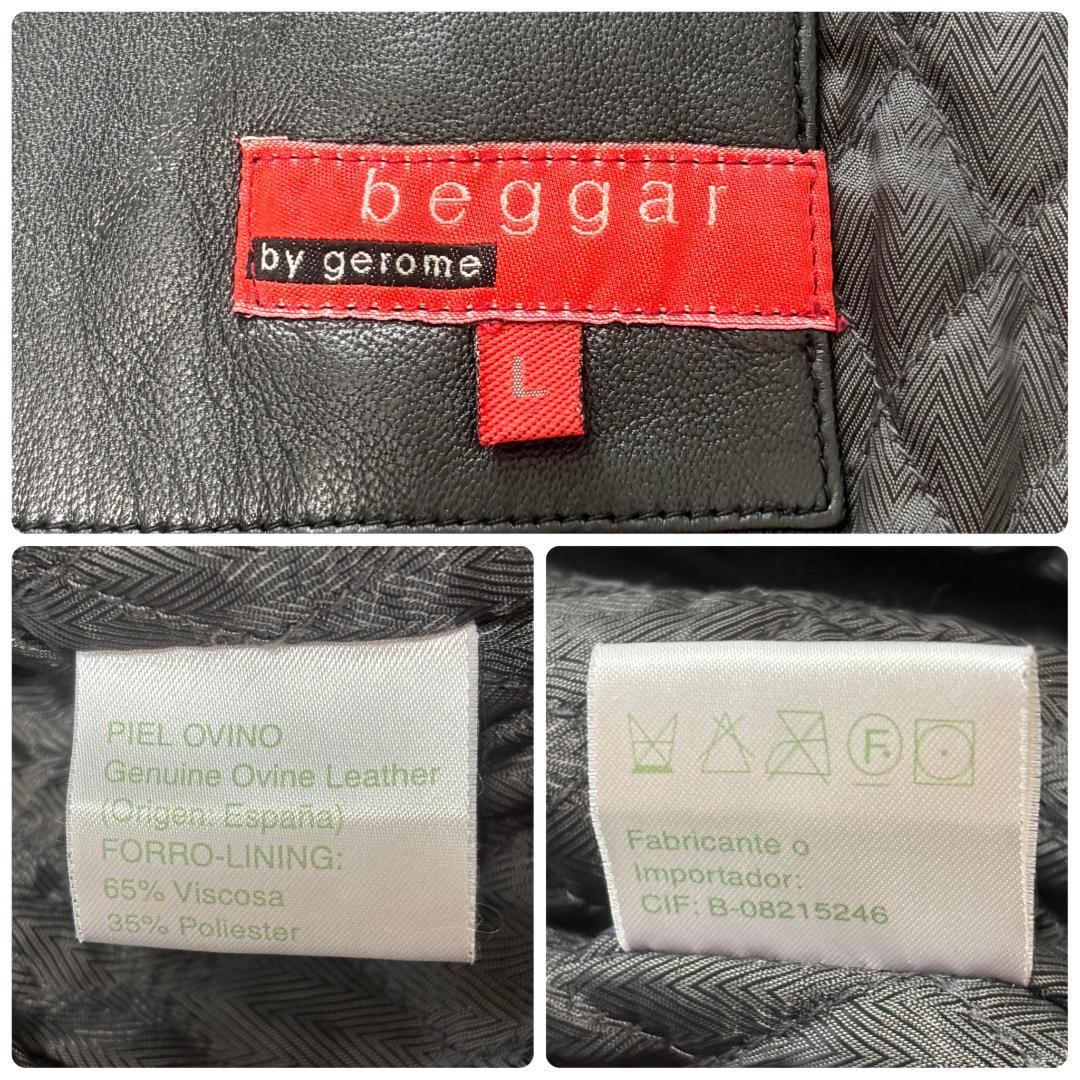 beggar
by gerome
L
PIEL OVINO
Genuine Ovine Leather
(Origen: España)
FORRO-LINING:
65% Viscosa
35% Poliester
F
Fabricante o
Importador:
CIF: B-08215246